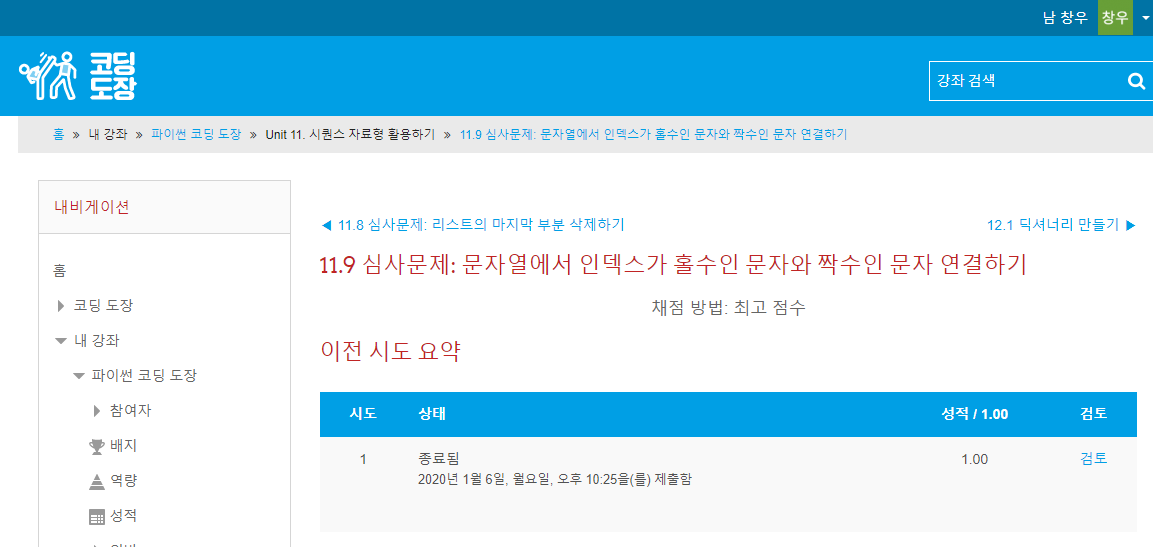 남 창우 창우
코딩
도장
강좌 검색
홈 » 내 강좌 » 파이썬 코딩 도장 » Unit 11. 시퀀스 자료형 활용하기 » 11.9 심사문제: 문자열에서 인덱스가 홀수인 문자와 짝수인 문자 연결하기
내비게이션
◀ 11.8 심사문제: 리스트의 마지막 부분 삭제하기
12.1 딕셔너리 만들기 ▶
11.9 심사문제: 문자열에서 인덱스가 홀수인 문자와 짝수인 문자 연결하기
홈
채점 방법: 최고 점수
코딩 도장
내 강좌
이전 시도 요약
파이썬 코딩 도장
참여자
배지
역량
성적
시도 상태 성적 / 1.00 검토
1 종료됨 1.00 검토
2020년 1월 6일, 월요일, 오후 10:25을(를) 제출함